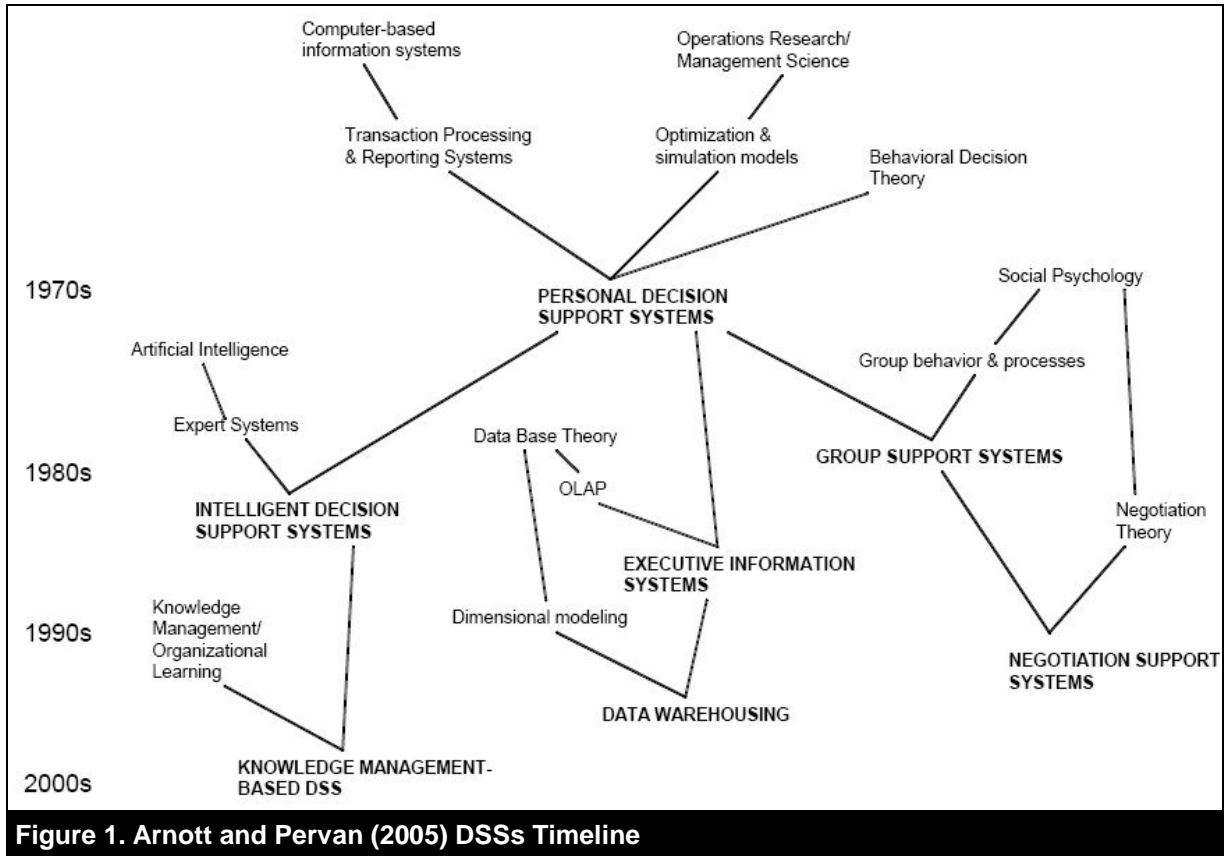 Computer-based
information systems
Operations Research/
Management Science
Transaction Processing
& Reporting Systems
Optimization &
simulation models
Behavioral Decision
Theory
1970s
PERSONAL DECISION
SUPPORT SYSTEMS
Social Psychology
Artificial Intelligence
Group behavior & processes
Expert Systems
Data Base Theory
GROUP SUPPORT SYSTEMS
1980s
OLAP
INTELLIGENT DECISION
SUPPORT SYSTEMS
Negotiation
Theory
EXECUTIVE INFORMATION
SYSTEMS
Knowledge
Management/
Organizational
Learning
Dimensional modeling
1990s
NEGOTIATION SUPPORT
SYSTEMS
DATA WAREHOUSING
KNOWLEDGE MANAGEMENT-
BASED DSS
2000s
Figure 1. Arnott and Pervan (2005) DSSs Timeline